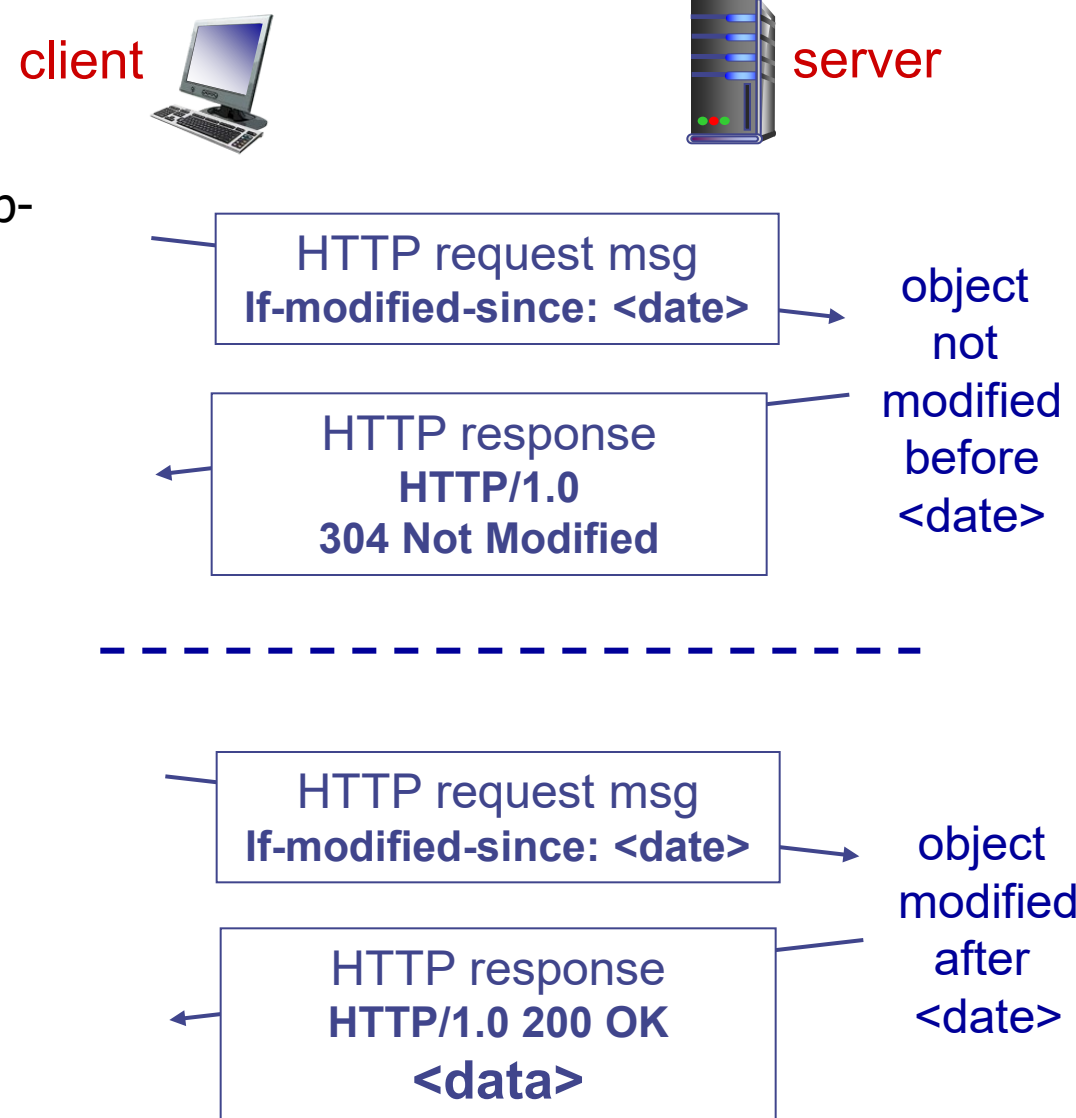 client
server
p-
HTTP request msg
If-modified-since: <date>
object
not
modified
before
<date>
HTTP response
HTTP/1.0
304 Not Modified
HTTP request msg
If-modified-since: <date>
object
modified
after
<date>
HTTP response
HTTP/1.0 200 OK
<data>